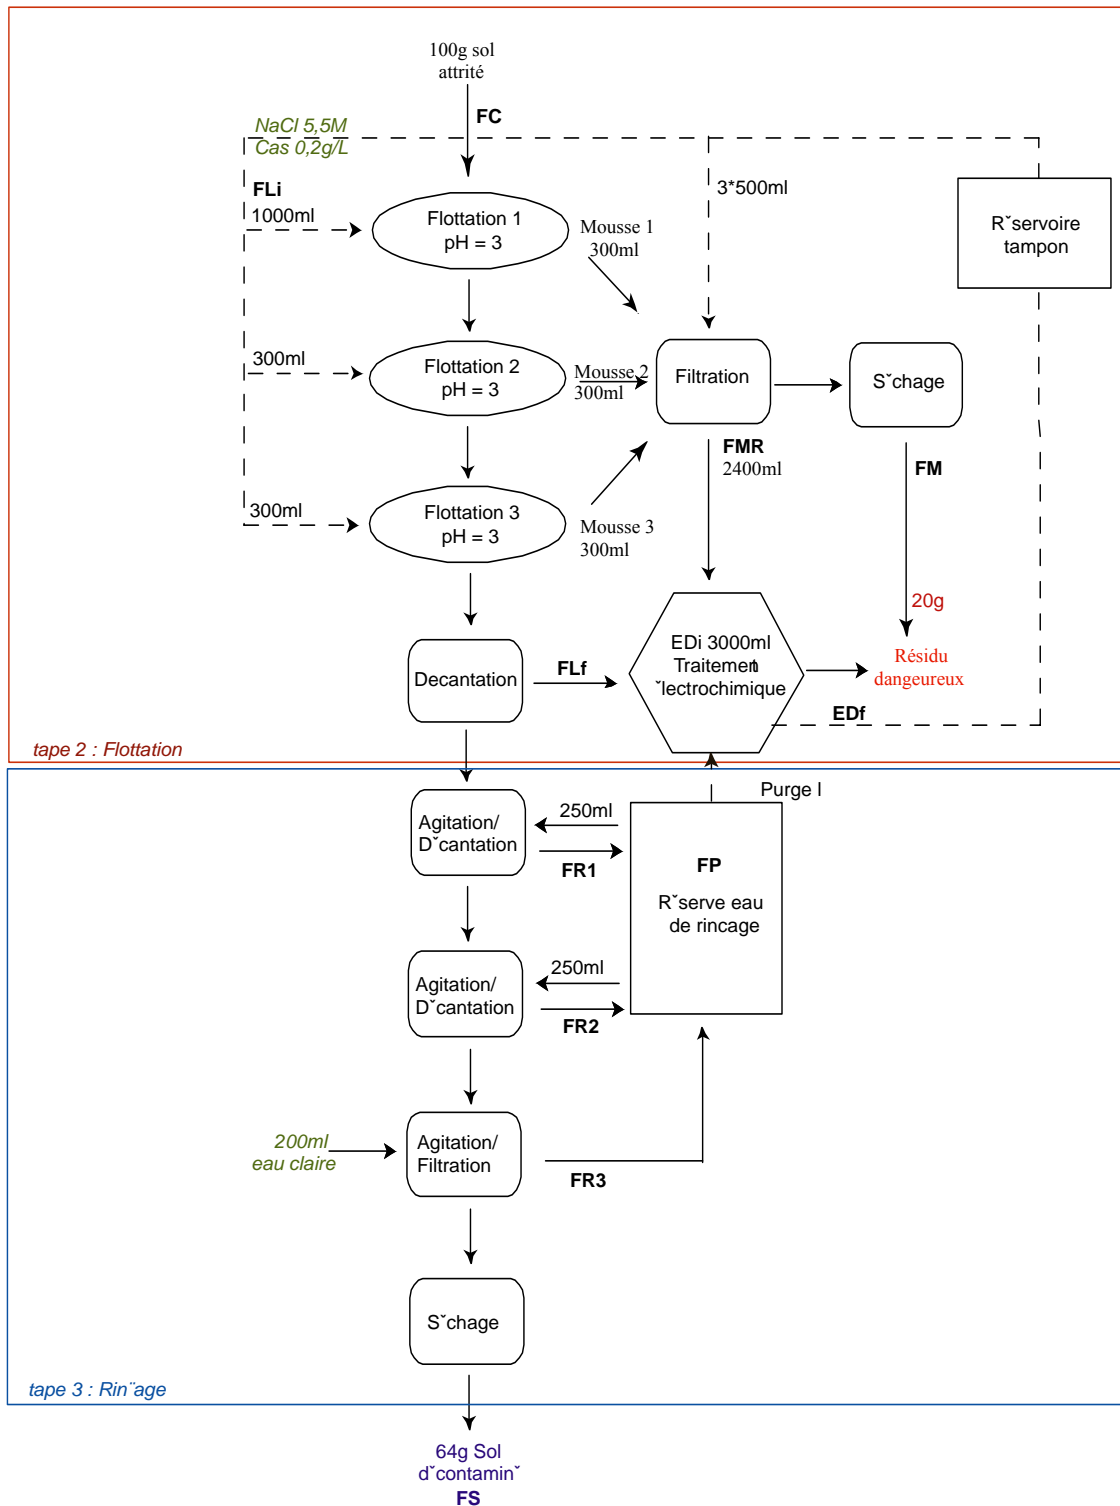 100g sol
attrité
FC
NaCl 5,5M
Cas 0,2g/L
FLi
1000ml
3*500ml
Flottation 1
pH = 3
Mousse 1
300ml
Rˇservoire
tampon
300ml
Flottation 2
pH = 3
Mousse 2
300ml
Filtration
Sˇchage
FMR
2400ml
FM
300ml
Flottation 3
pH = 3
Mousse 3
300ml
20g
Résidu
dangeureux
Decantation
FLf
EDi 3000ml
Traitement
ˇlectrochimique
EDf
tape 2 : Flottation
Purge I
Agitation/
Dˇcantation
250ml
FR1
FP
Rˇserve eau
de rincage
Agitation/
Dˇcantation
250ml
FR2
200ml
eau claire
Agitation/
Filtration
FR3
Sˇchage
tape 3 : Rin¨age
64g Sol
dˇcontaminˇ
FS